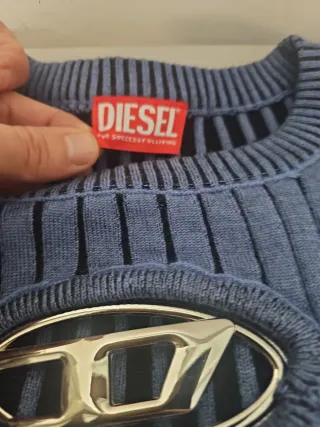 DIESEL
FOR SUCCESSFUL LIVING
D